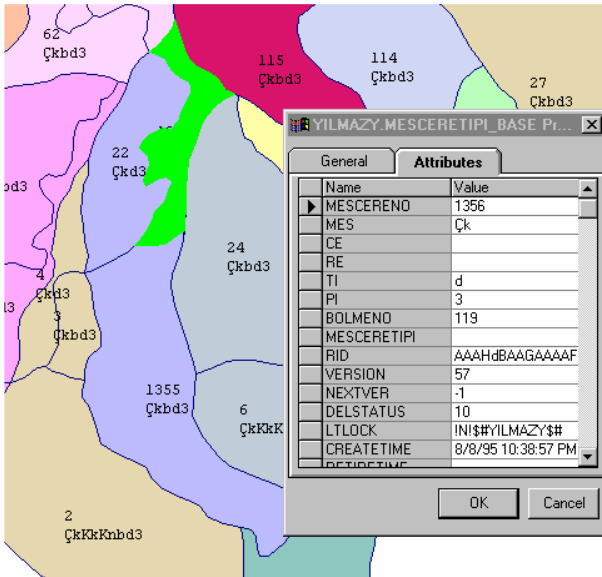 62
Çkbd3
115
Çkbd3
114
Çkbd3
27
Çkbd3
22
Çkd3
bd3
24
Çkbd3
4
Çkd3
3
Çkbd3
1355
Çkbd3
6
ÇkKkK
2
ÇkKkKnbd3
YILMAZY.MESCERETIPI_BASE Pr...
General Attributes
Name Value
MESCERENO 1356
MES Çk
CE
RE
TI d
PI 3
BOLMENO 119
MESCERETIPI
RID AAAHdBAAGAAAAF
VERSION 57
NEXTVER -1
DELSTATUS 10
LTLOCK !N!$#YILMAZY$#
CREATETIME 8/8/95 10:38:57 PM
RETIRETIME
OK Cancel